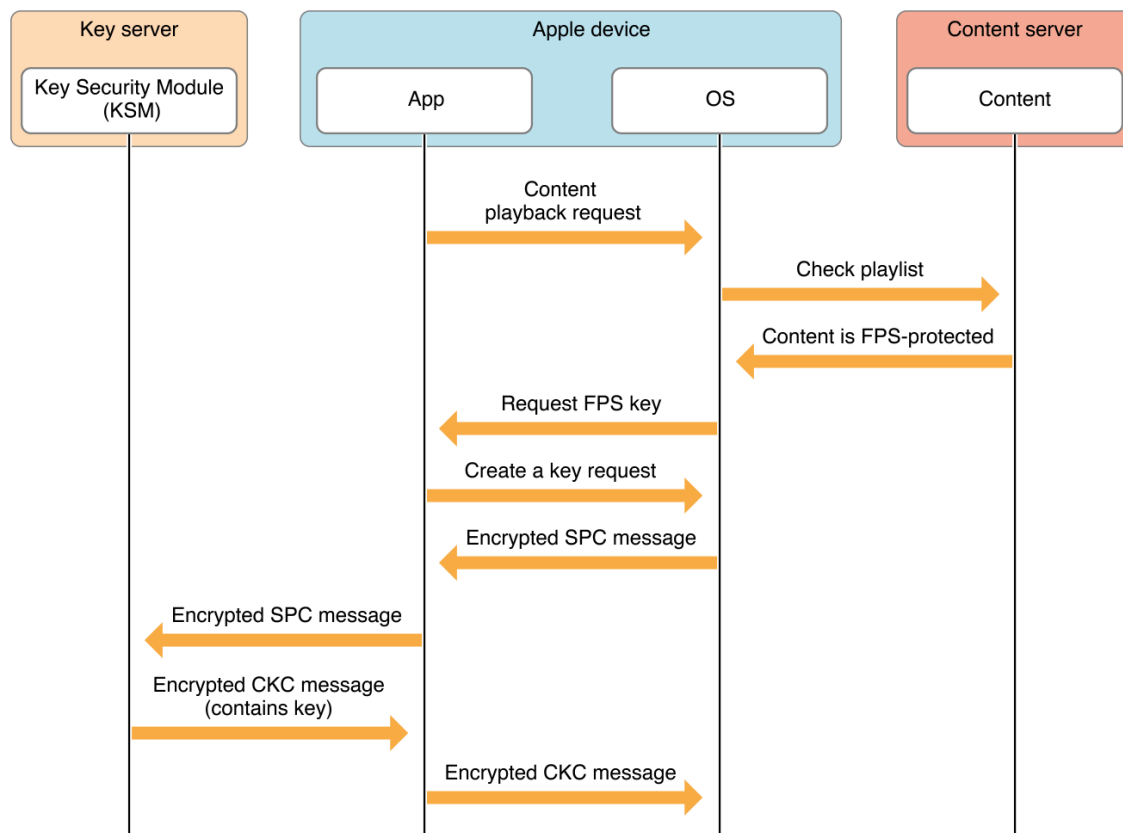 Key server
Apple device
Content server
Key Security Module
(KSM)
App
OS
Content
Content
playback request
Check playlist
Content is FPS-protected
Request FPS key
Create a key request
Encrypted SPC message
Encrypted SPC message
Encrypted CKC message
(contains key)
Encrypted CKC message